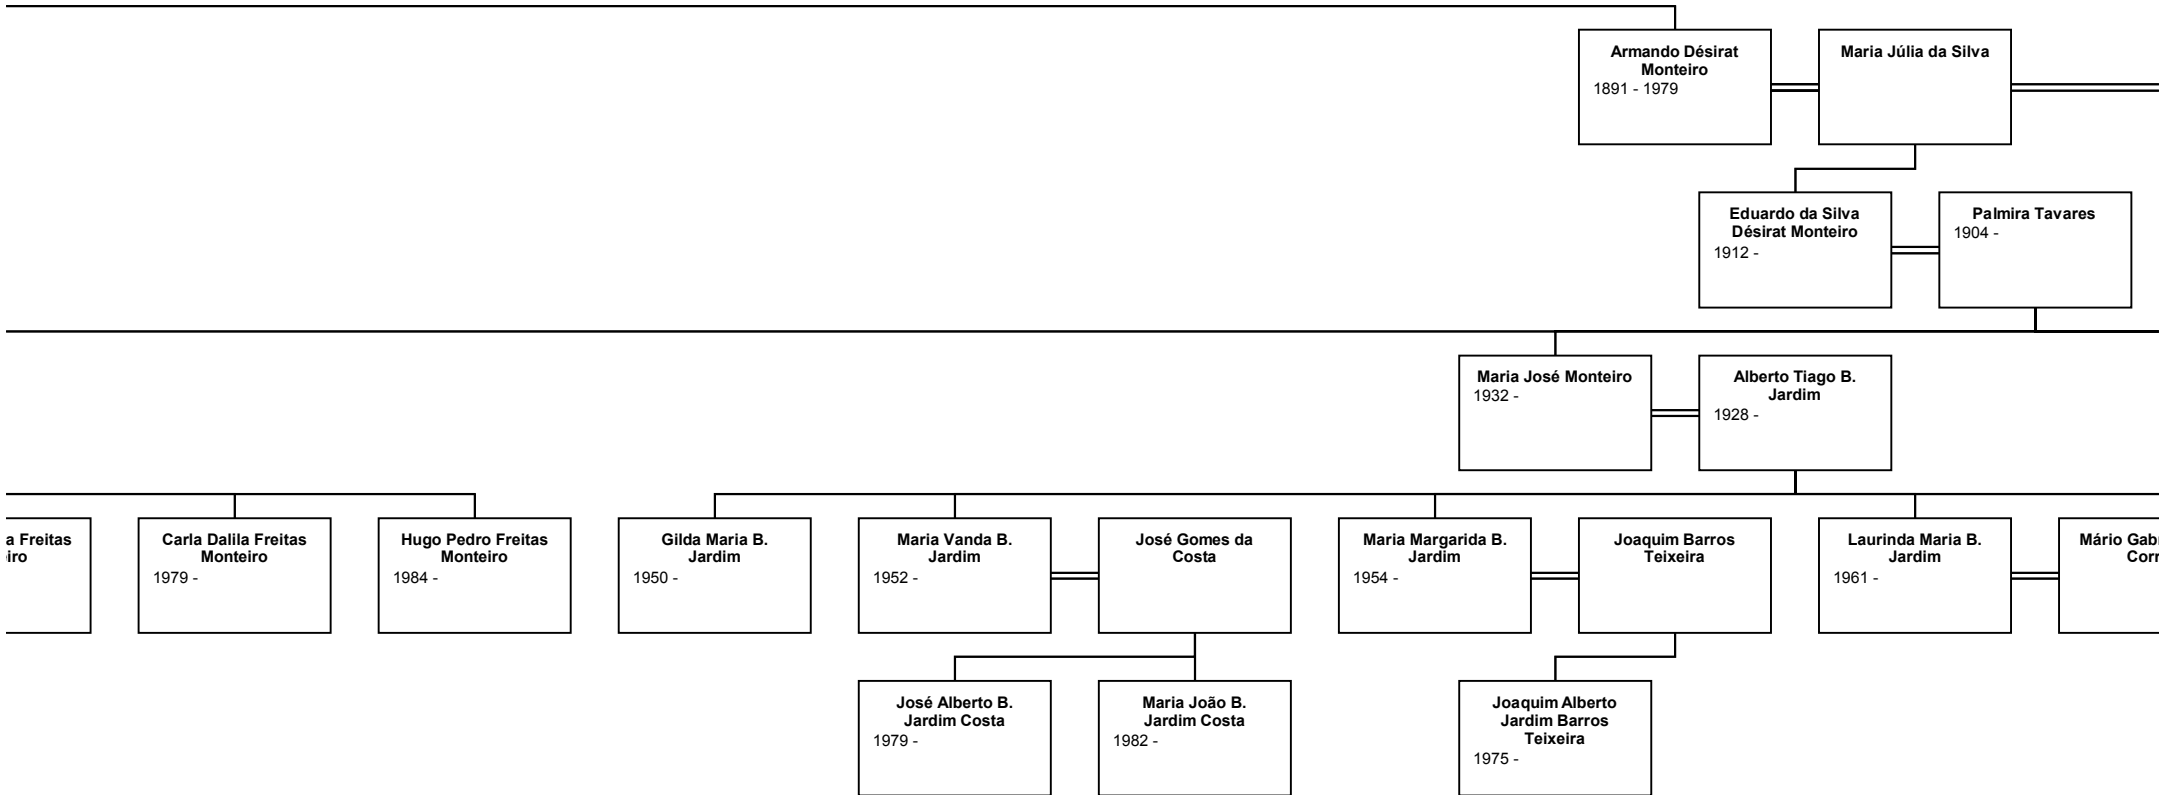 Armando Désirat
Monteiro
1891 - 1979
Maria Júlia da Silva
Eduardo da Silva
Désirat Monteiro
1912 -
Palmira Tavares
1904 -
Maria José Monteiro
1932 -
Alberto Tiago B.
Jardim
1928 -
Freitas
Carla Dalila Freitas
Monteiro
1979 -
Hugo Pedro Freitas
Monteiro
1984 -
Gilda Maria B.
Jardim
1950 -
Maria Vanda B.
Jardim
1952 -
José Gomes da
Costa
Maria Margarida B.
Jardim
1954 -
Joaquim Barros
Teixeira
Laurinda Maria B.
Jardim
1961 -
Mário
José Alberto B.
Jardim Costa
1979 -
Maria João B.
Jardim Costa
1982 -
Joaquim Alberto
Jardim Barros
Teixeira
1975 -